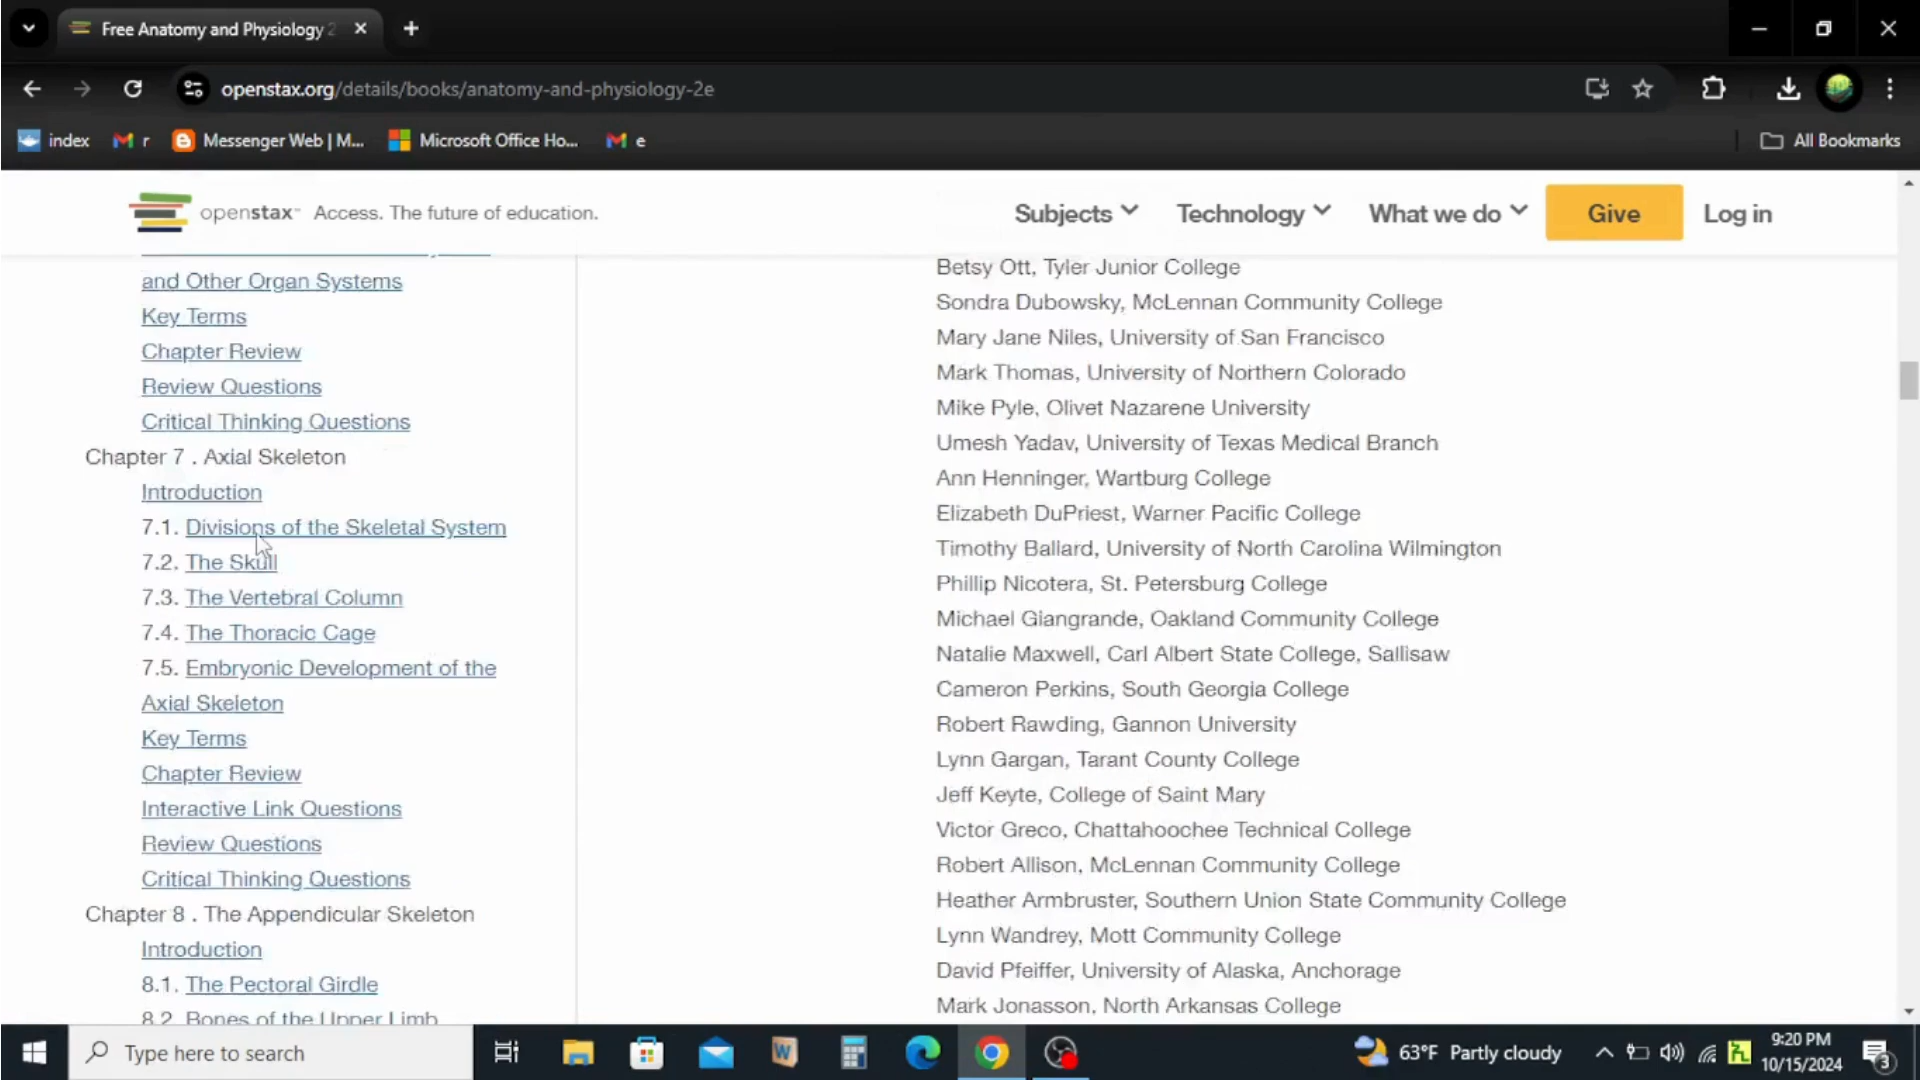 Free Anatomy and Physiology 2
openstax.org/details/books/anatomy-and-physiology-2e
index
r
Messenger Web | M...
Microsoft Office Ho...
e
All Bookmarks
openstax™ Access. The future of education.
Subjects
Technology
What we do
Give
Log in
and Other Organ Systems
Key Terms
Chapter Review
Review Questions
Critical Thinking Questions
Chapter 7 . Axial Skeleton
Introduction
7.1. Divisions of the Skeletal System
7.2. The Skull
7.3. The Vertebral Column
7.4. The Thoracic Cage
7.5. Embryonic Development of the
Axial Skeleton
Key Terms
Chapter Review
Interactive Link Questions
Review Questions
Critical Thinking Questions
Chapter 8 . The Appendicular Skeleton
Introduction
8.1. The Pectoral Girdle
8.2. Bones of the Upper Limb
Betsy Ott, Tyler Junior College
Sondra Dubowsky, McLennan Community College
Mary Jane Niles, University of San Francisco
Mark Thomas, University of Northern Colorado
Mike Pyle, Olivet Nazarene University
Umesh Yadav, University of Texas Medical Branch
Ann Henninger, Wartburg College
Elizabeth DuPriest, Warner Pacific College
Timothy Ballard, University of North Carolina Wilmington
Phillip Nicotera, St. Petersburg College
Michael Giangrande, Oakland Community College
Natalie Maxwell, Carl Albert State College, Sallisaw
Cameron Perkins, South Georgia College
Robert Rawding, Gannon University
Lynn Gargan, Tarant County College
Jeff Keyte, College of Saint Mary
Victor Greco, Chattahoochee Technical College
Robert Allison, McLennan Community College
Heather Armbruster, Southern Union State Community College
Lynn Wandrey, Mott Community College
David Pfeiffer, University of Alaska, Anchorage
Mark Jonasson, North Arkansas College
Type here to search
63°F Partly cloudy
9:20 PM
10/15/2024
3